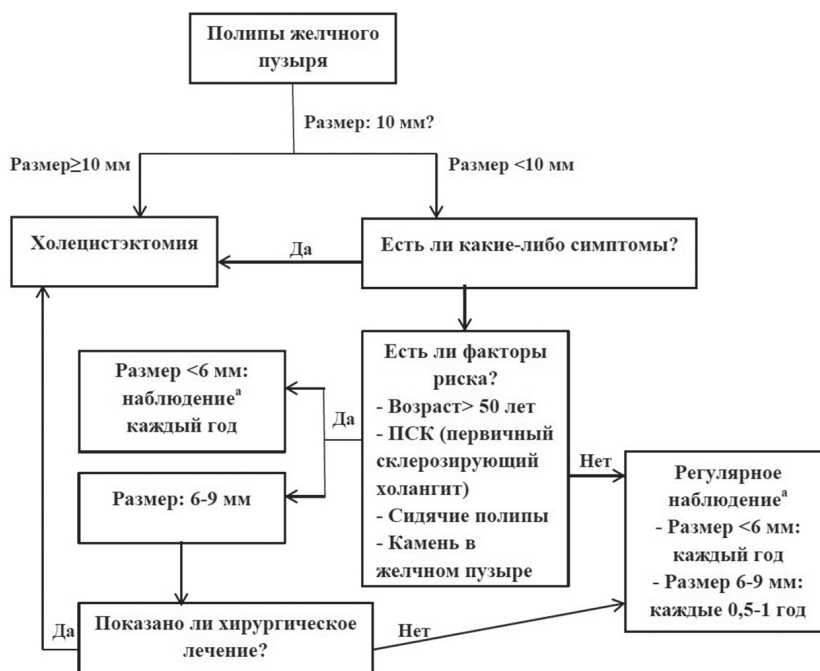 Полипы желчного
пузыря
Размер: 10 мм?
Размер≥10 мм
Размер <10 мм
Холецистэктомия
Да
Есть ли какие-либо симптомы?
Размер <6 мм:
наблюдениеª
каждый год
Да
Есть ли факторы
риска?
- Возраст> 50 лет
- ПСК (первичный
склерозирующий
холангит)
- Сидячие полипы
- Камень в
желчном пузыре
Размер: 6-9 мм
Нет
Регулярное
наблюдениеª
- Размер <6 мм:
каждый год
- Размер 6-9 мм:
каждые 0,5-1 год
Да
Показано ли хирургическое
лечение?
Нет